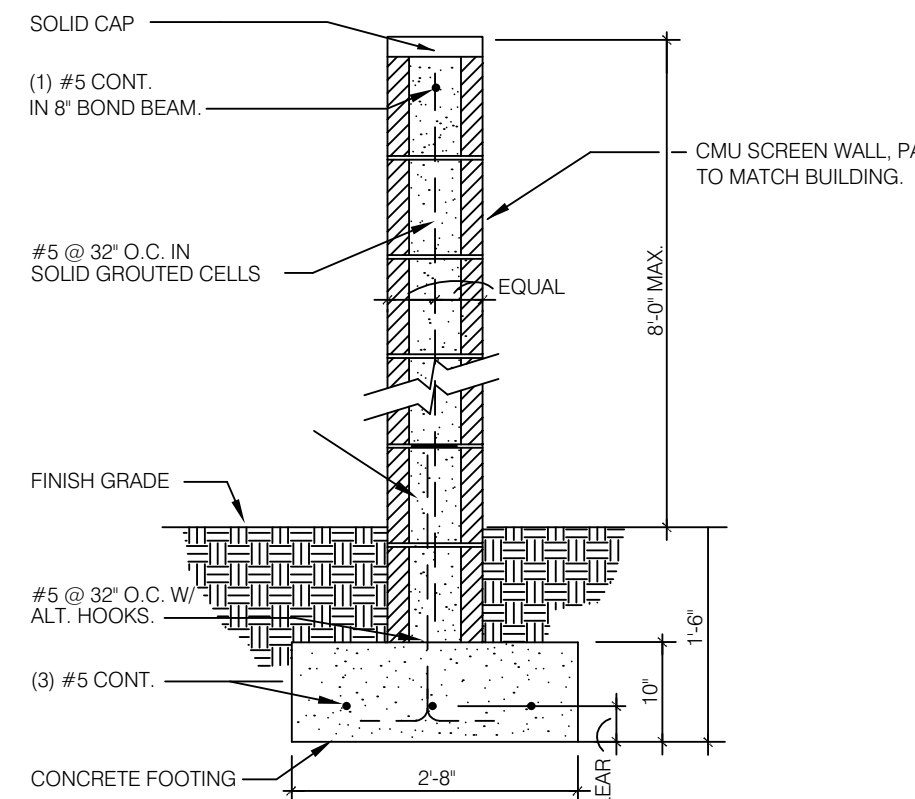 SOLID CAP
(1) #5 CONT.
IN 8" BOND BEAM.
CMU SCREEN WALL,
TO MATCH BUILDING.
#5 @ 32" O.C. IN
SOLID GROUTED CELLS
EQUAL
8'-0" MAX.
FINISH GRADE
#5 @ 32" O.C. W/
ALT. HOOKS.
(3) #5 CONT.
1'-6"
10"
CONCRETE FOOTING
2'-8"